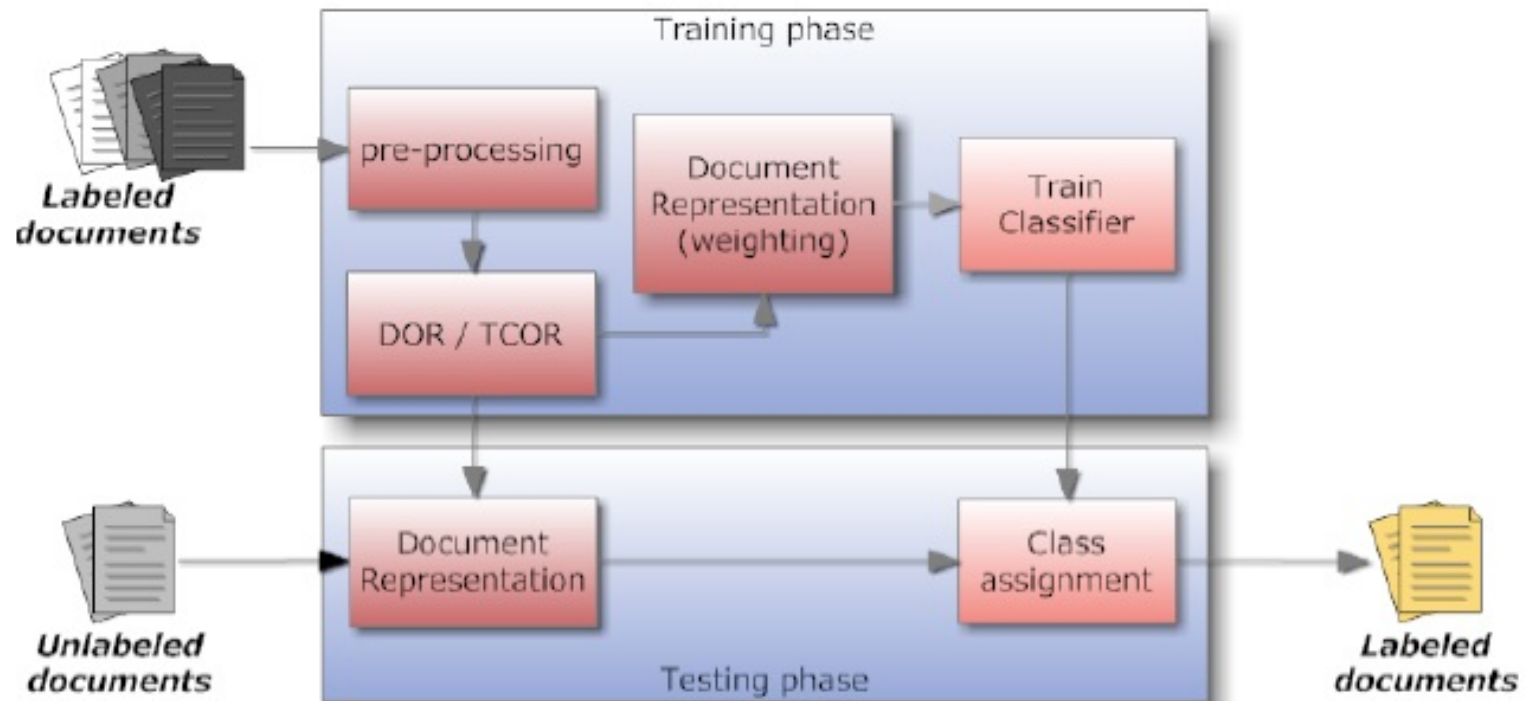 Training phase
Labeled
documents
pre-processing
Document
Representation
(weighting)
Train
Classifier
DOR / TCOR
Unlabeled
documents
Document
Representation
Class
assignment
Labeled
documents
Testing phase